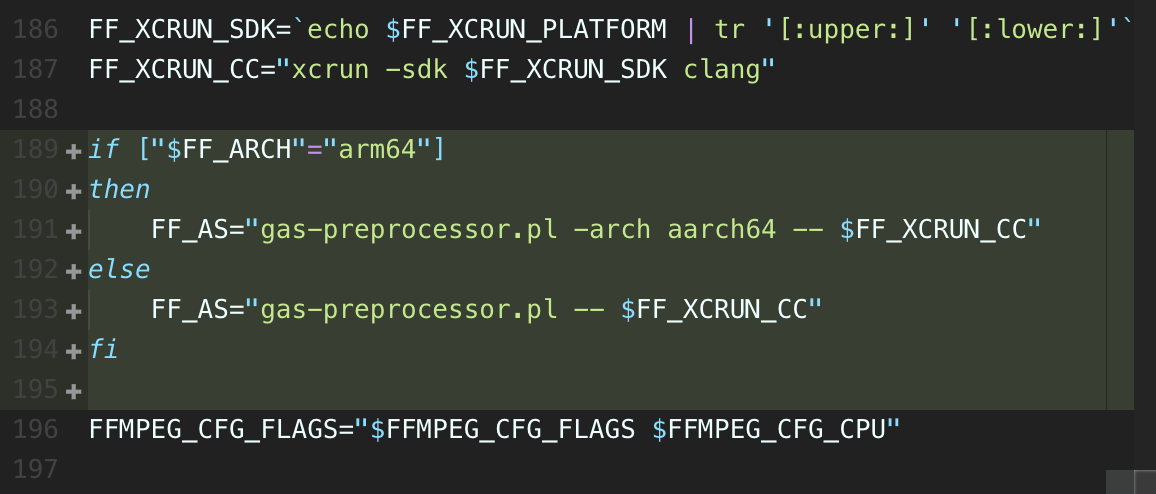 186 FF_XCRUN_SDK=`echo $FF_XCRUN_PLATFORM | tr '[:upper:]' '[:lower:]'`
187 FF_XCRUN_CC="xcrun -sdk $FF_XCRUN_SDK clang"
188
189 + if ["$FF_ARCH"="arm64"]
190 + then
191 +     FF_AS="gas-preprocessor.pl -arch aarch64 -- $FF_XCRUN_CC"
192 + else
193 +     FF_AS="gas-preprocessor.pl -- $FF_XCRUN_CC"
194 + fi
195 +
196 FFMPEG_CFG_FLAGS="$FFMPEG_CFG_FLAGS $FFMPEG_CFG_CPU"
197